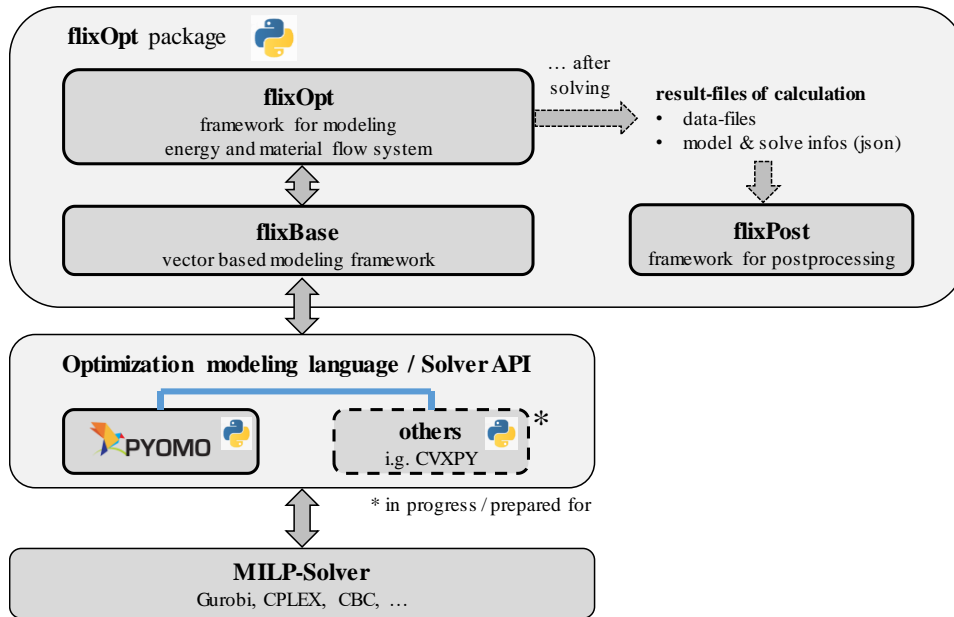 flixOpt package
flixOpt
framework for modeling
energy and material flow system
… after
solving
result-files of calculation
• data-files
• model & solve infos (json)
flixBase
vector based modeling framework
flixPost
framework for postprocessing
Optimization modeling language / Solver API
PYOMO
others
i.g. CVXPY
*
* in progress / prepared for
MILP-Solver
Gurobi, CPLEX, CBC, …